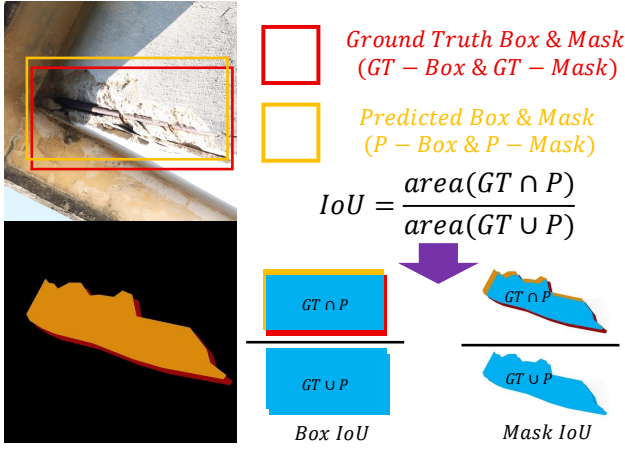 Ground Truth Box & Mask
(GT − Box & GT − Mask)
Predicted Box & Mask
(P − Box & P − Mask)
IoU = area(GT ∩ P)
area(GT ∪ P)
GT ∩ P
GT ∩ P
GT ∪ P
GT ∪ P
Box IoU
Mask IoU